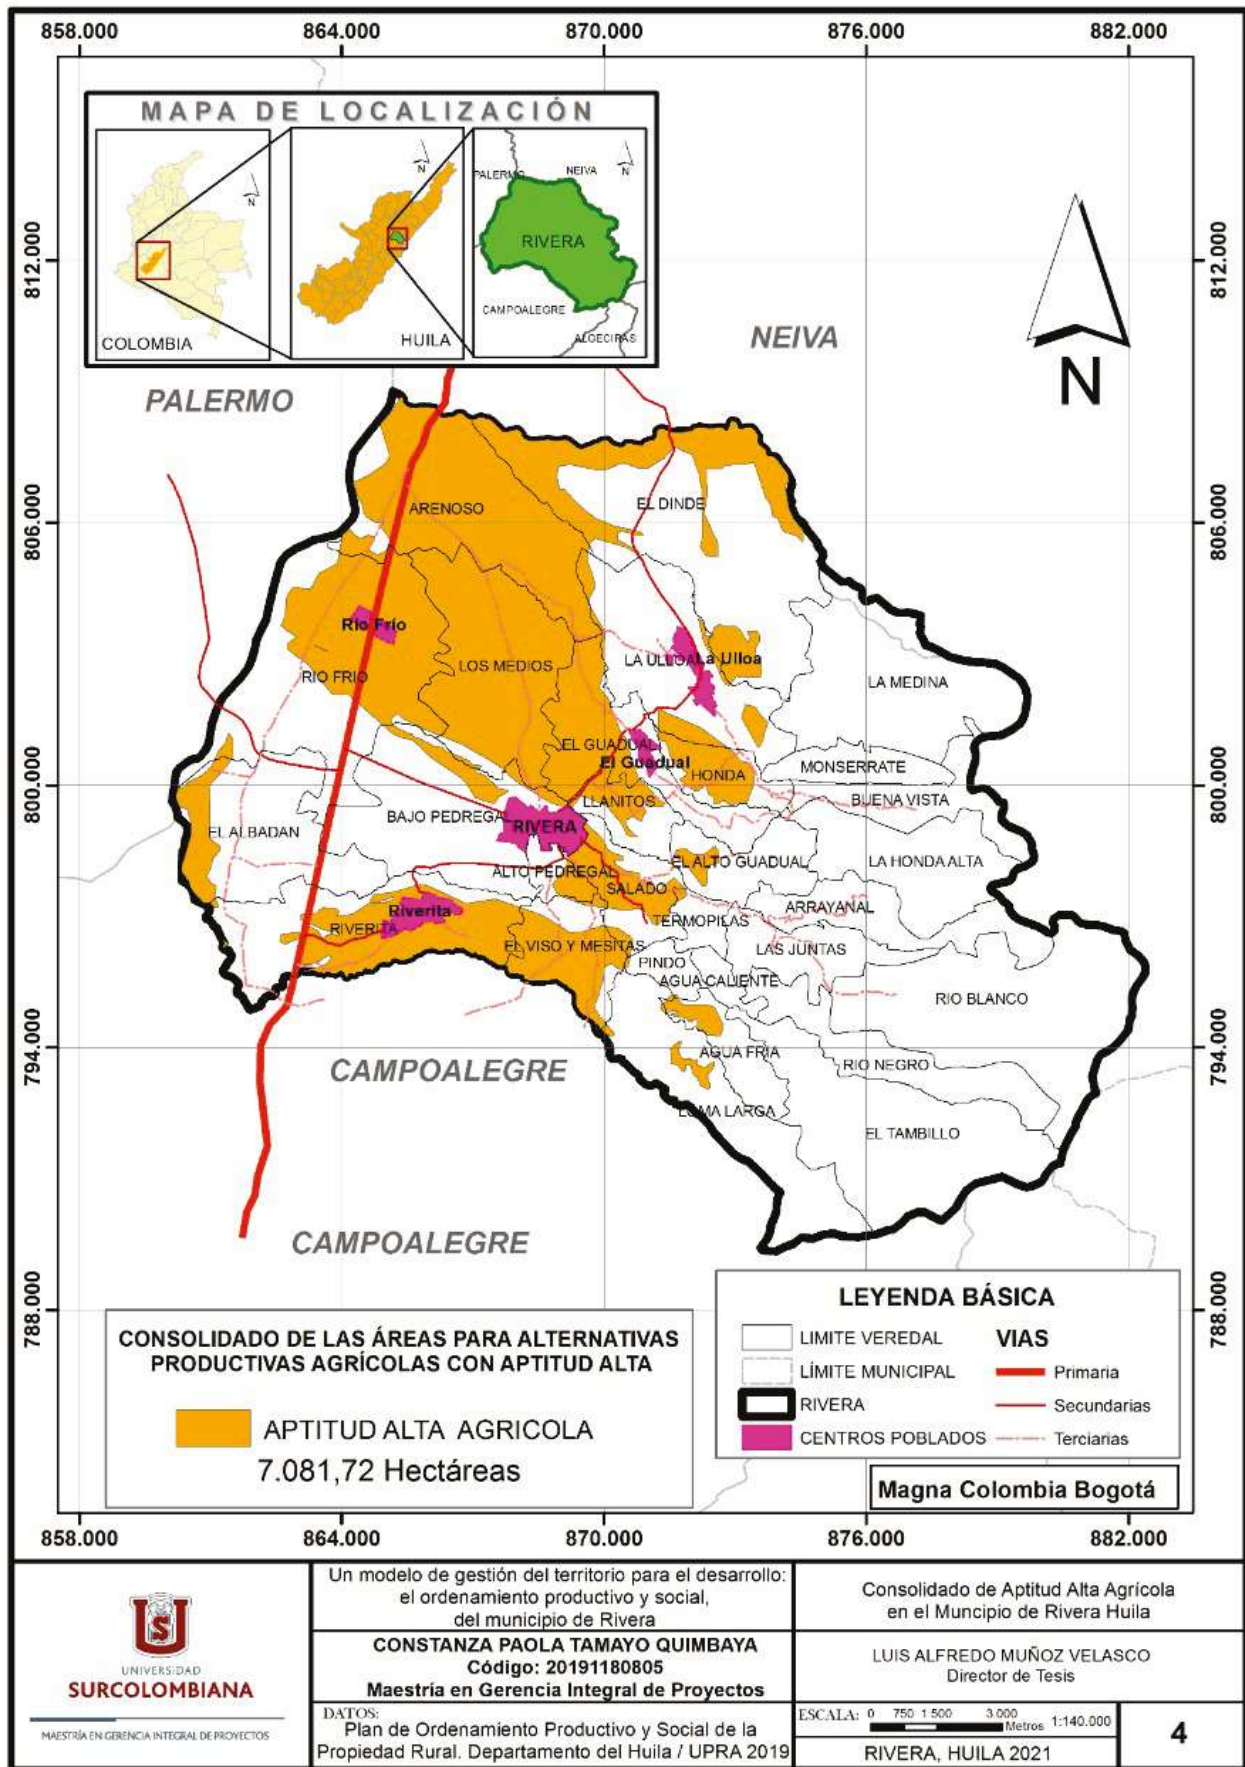 858.000 864.000 870.000 876.000 882.000
MAPA DE LOCALIZACIÓN
N
COLOMBIA
N
HUILA
PALERMO
NEIVA
N
RIVERA
CAMPOALEGRE
ALGECIRAS
812.000
812.000
NEIVA
N
PALERMO
806.000
806.000
EL DINDE
ARENOSO
Río Frío
LOS MEDIOS
LA ULLOA
La Ulloa
RIO FRIO
LA MEDINA
EL GUADUAL
El Guadual
HONDA
MONSERRATE
800.000
800.000
LLANITOS
BUENA VISTA
BAJO PEDREGAL
RIVERA
EL ALBADAN
EL ALTO GUADUAL
LA HONDA ALTA
ALTO PEDREGAL
SALADO
ARRAYANAL
Riverita
RIVERITA
TERMOPILAS
EL VISO Y MESITAS
LAS JUNTAS
PINDO
AGUA CALIENTE
RIO BLANCO
794.000
794.000
AGUA FRIA
RIO NEGRO
CAMPOALEGRE
LOMA LARGA
EL TAMBILLO
CAMPOALEGRE
788.000
788.000
CONSOLIDADO DE LAS ÁREAS PARA ALTERNATIVAS
PRODUCTIVAS AGRÍCOLAS CON APTITUD ALTA
APTITUD ALTA AGRICOLA
7.081,72 Hectáreas
LEYENDA BÁSICA
LIMITE VEREDAL
LÍMITE MUNICIPAL
RIVERA
CENTROS POBLADOS
VIAS
Primaria
Secundarias
Terciarias
Magna Colombia Bogotá
858.000 864.000 870.000 876.000 882.000
UNIVERSIDAD
SURCOLOMBIANA
MAESTRÍA EN GERENCIA INTEGRAL DE PROYECTOS
Un modelo de gestión del territorio para el desarrollo:
el ordenamiento productivo y social,
del municipio de Rivera
CONSTANZA PAOLA TAMAYO QUIMBAYA
Código: 20191180805
Maestría en Gerencia Integral de Proyectos
DATOS:
Plan de Ordenamiento Productivo y Social de la
Propiedad Rural. Departamento del Huila / UPRA 2019
Consolidado de Aptitud Alta Agrícola
en el Muncipio de Rivera Huila
LUIS ALFREDO MUÑOZ VELASCO
Director de Tesis
ESCALA: 0 750 1 500 3 000 Metros 1:140.000
RIVERA, HUILA 2021
4